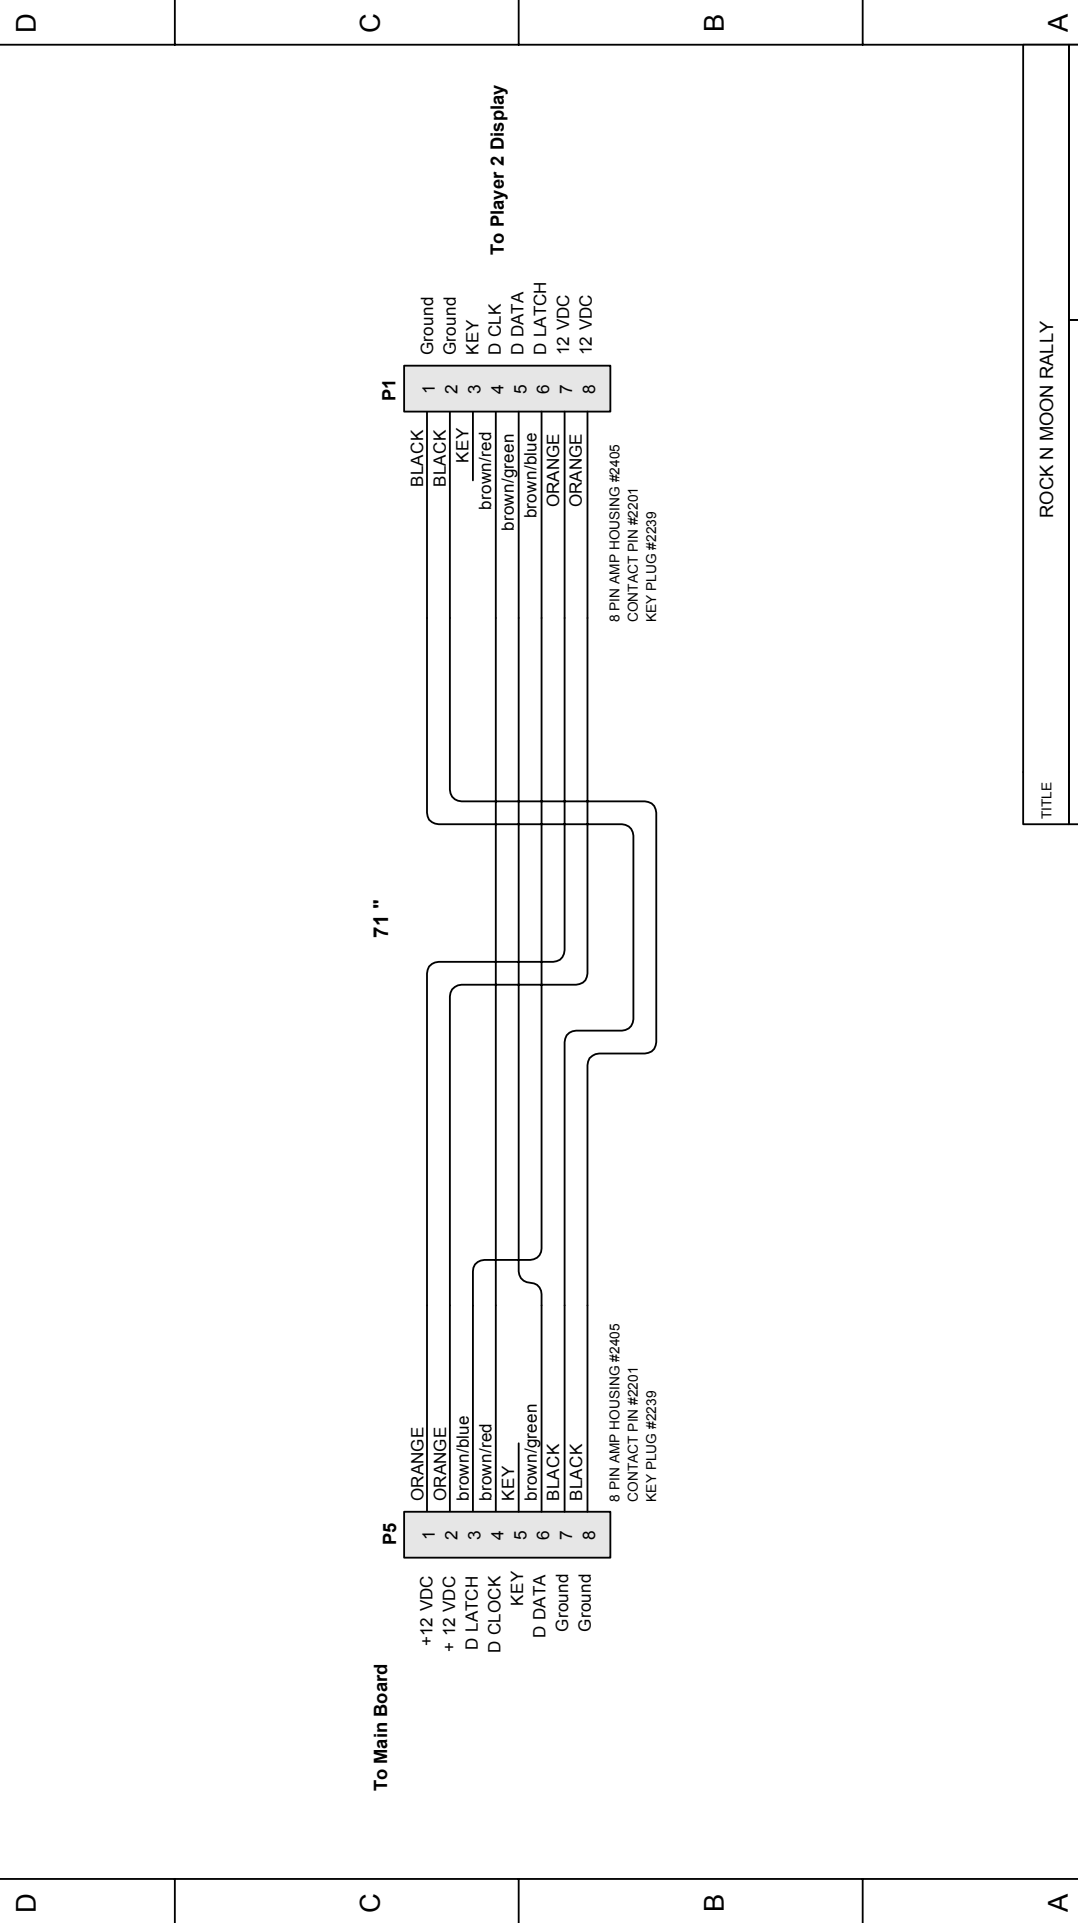 D
C
B
A
To Main Board
P5
+12 VDC
+ 12 VDC
D LATCH
D CLOCK
KEY
D DATA
Ground
Ground
1
2
3
4
5
6
7
8
ORANGE
ORANGE
brown/blue
brown/red
KEY
brown/green
BLACK
BLACK
8 PIN AMP HOUSING #2405
CONTACT PIN #2201
KEY PLUG #2239
71 "
P1
BLACK
BLACK
KEY
brown/red
brown/green
brown/blue
ORANGE
ORANGE
1
2
3
4
5
6
7
8
Ground
Ground
KEY
D CLK
D DATA
D LATCH
12 VDC
12 VDC
8 PIN AMP HOUSING #2405
CONTACT PIN #2201
KEY PLUG #2239
To Player 2 Display
TITLE
ROCK N MOON RALLY
D
C
B
A